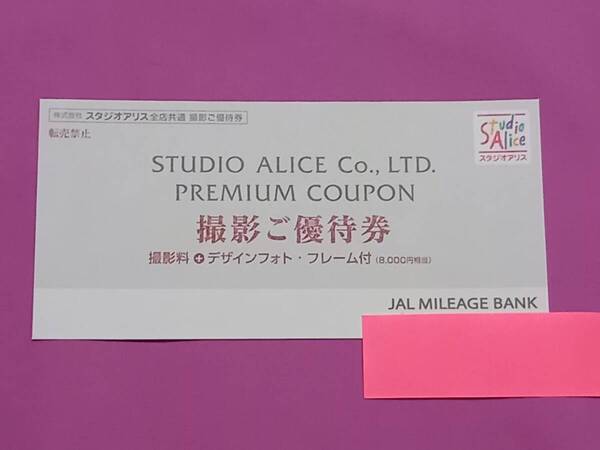 株式会社 スタジオアリス全店共通 撮影ご優待券
転売禁止
Studio
Alice
スタジオアリス
STUDIO ALICE Co., LTD.
PREMIUM COUPON
撮影ご優待券
撮影料+デザインフォト・フレーム付(8,000円相当)
JAL MILEAGE BANK